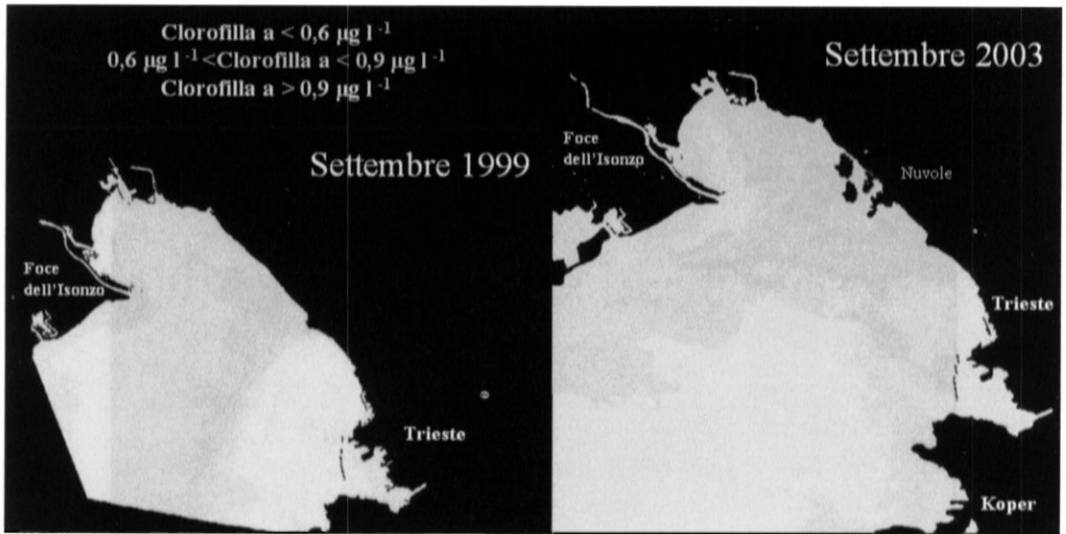 Clorofilla a < 0,6 µg l -1
0,6 µg l -1 <Clorofilla a < 0,9 µg l -1
Clorofilla a > 0,9 µg l -1
Settembre 1999
Foce
dell'Isonzo
Trieste
Settembre 2003
Foce
dell'Isonzo
Nuvole
Trieste
Koper